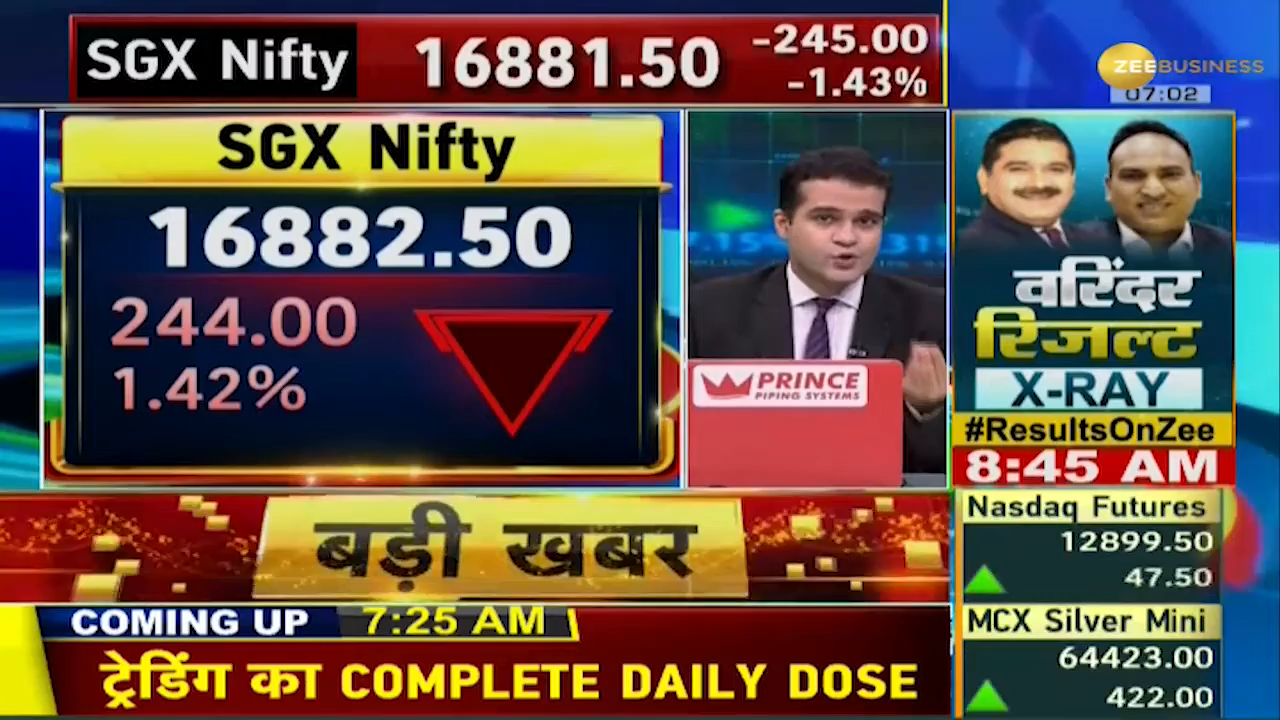 SGX Nifty 16881.50 -245.00
-1.43%
ZEEBUSINESS
07:02
SGX Nifty
16882.50
244.00
1.42%
PRINCE
PIPING SYSTEMS
वरिंदर
रिजल्ट
X-RAY
#ResultsOnZee
8:45 AM
Nasdaq Futures
12899.50
47.50
MCX Silver Mini
64423.00
422.00
बड़ी खबर
COMING UP 7:25 AM
ट्रेडिंग का COMPLETE DAILY DOSE